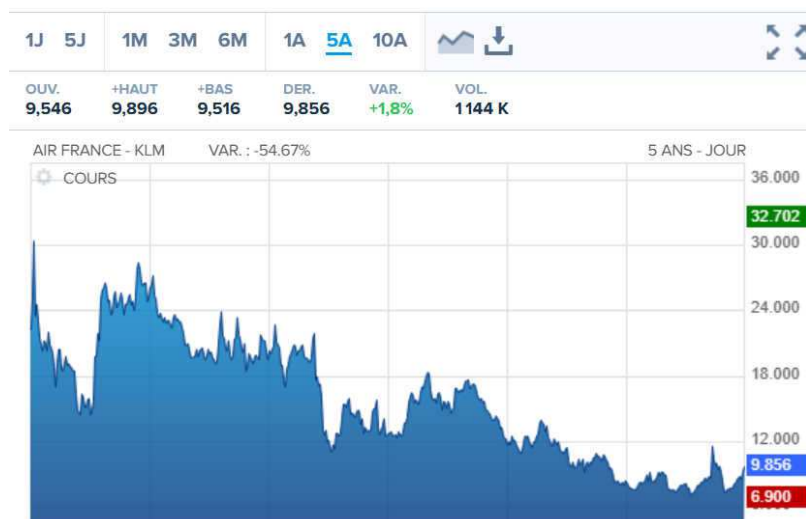 1J 5J 1M 3M 6M 1A 5A 10A
OUV. +HAUT +BAS DER. VAR. VOL.
9,546 9,896 9,516 9,856 +1,8% 1144 K
AIR FRANCE - KLM VAR. : -54.67% 5 ANS - JOUR
COURS
36.000
32.702
30.000
24.000
18.000
12.000
9.856
6.900